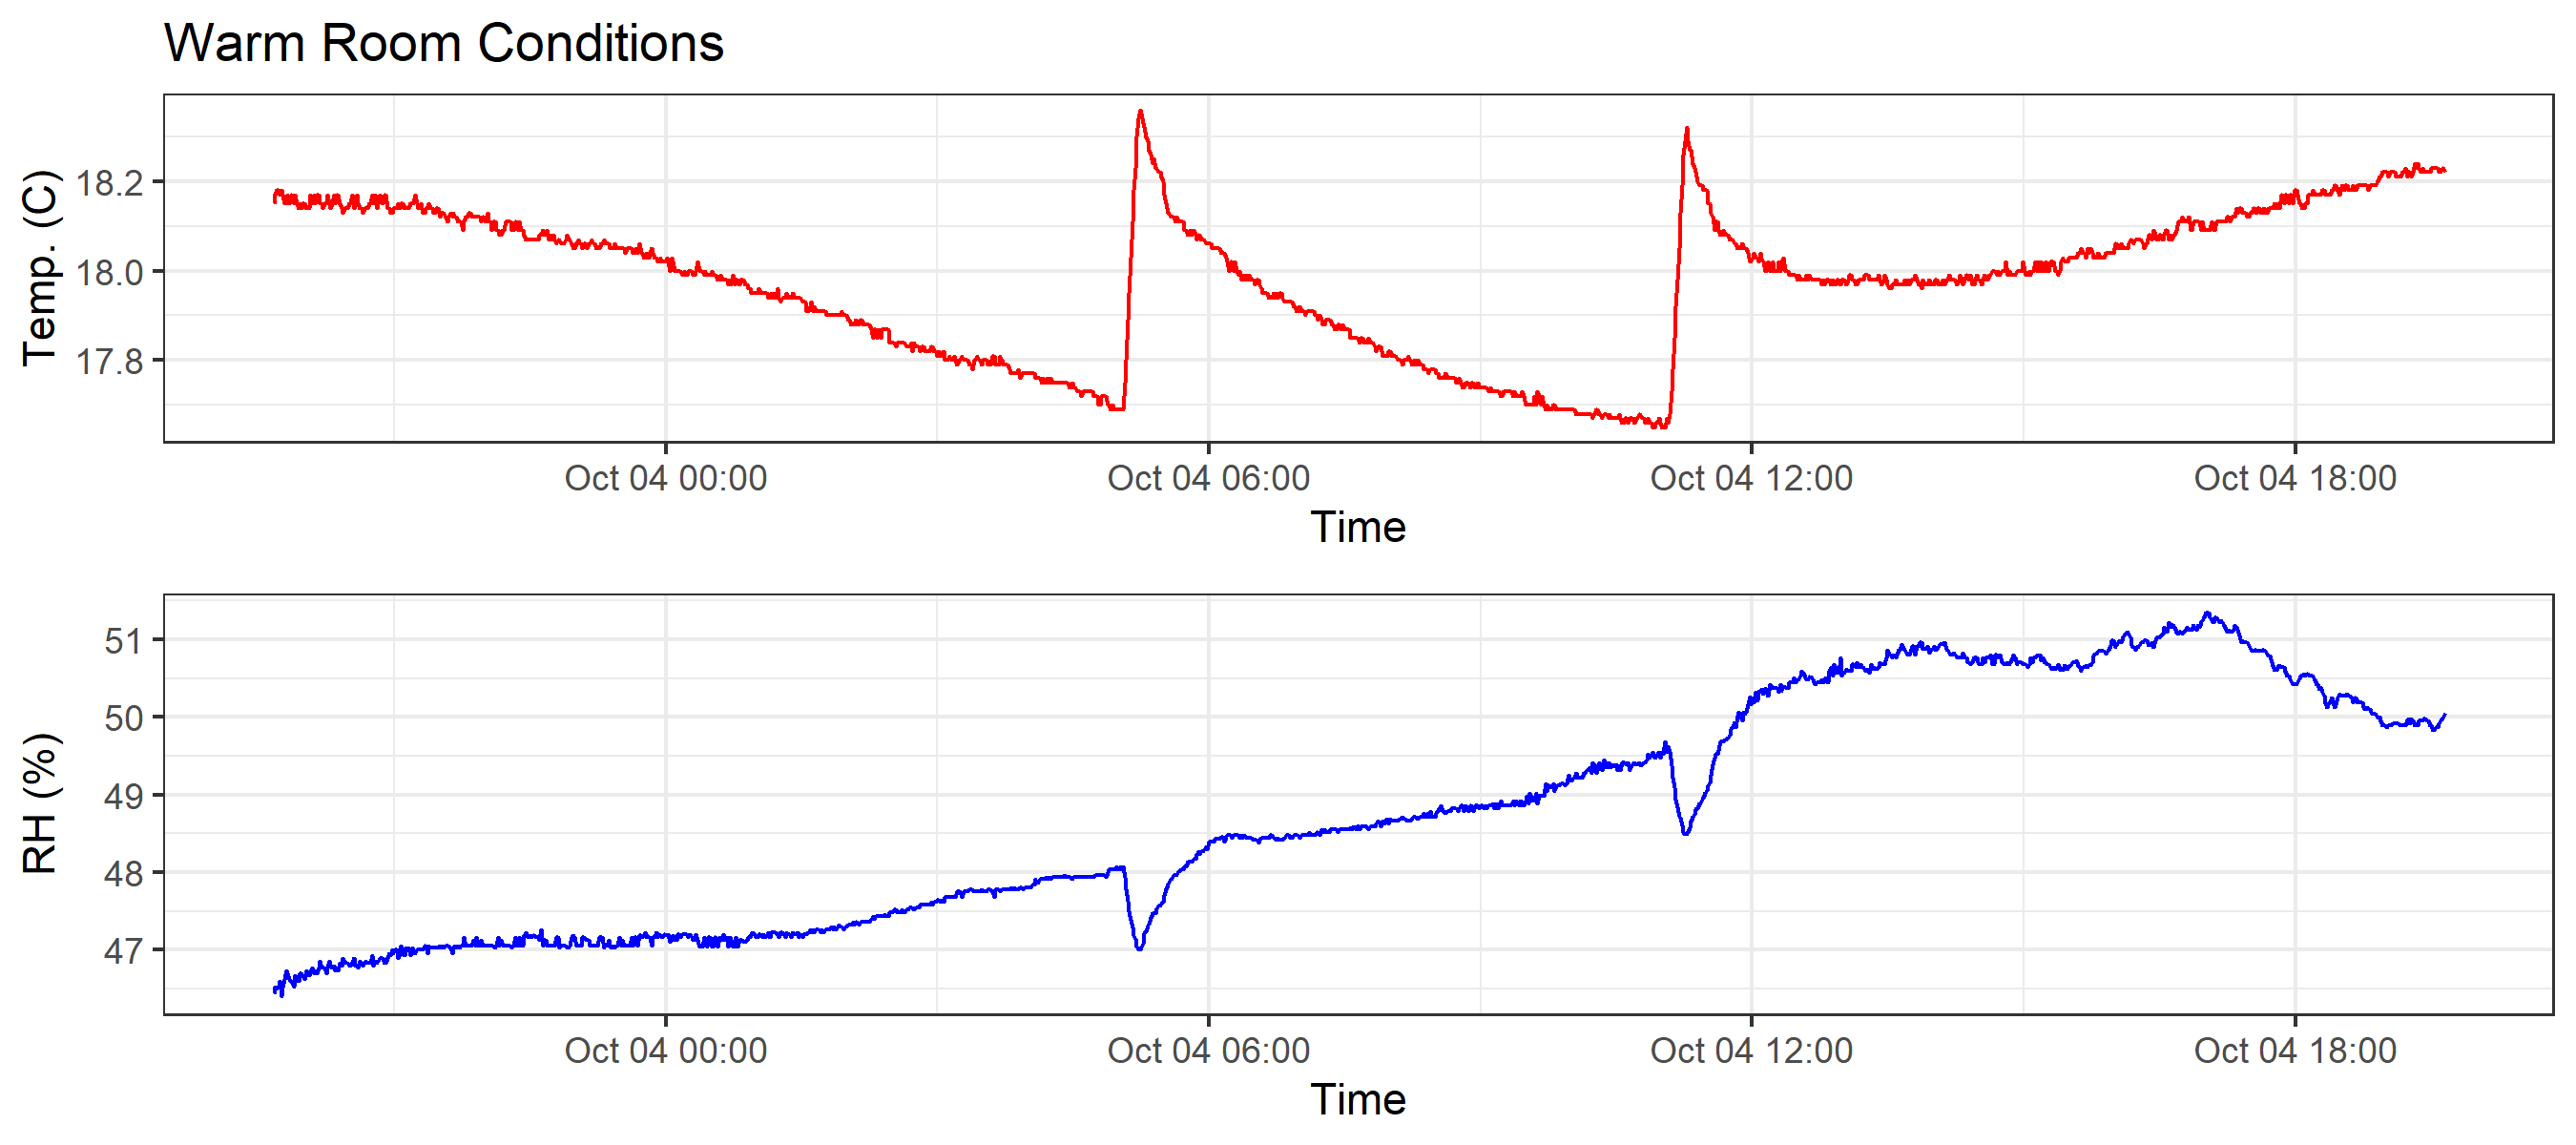 Warm Room Conditions
Temp. (C)
18.2
18.0
17.8
Oct 04 00:00 Oct 04 06:00 Oct 04 12:00 Oct 04 18:00
Time
RH (%)
51
50
49
48
47
Oct 04 00:00 Oct 04 06:00 Oct 04 12:00 Oct 04 18:00
Time